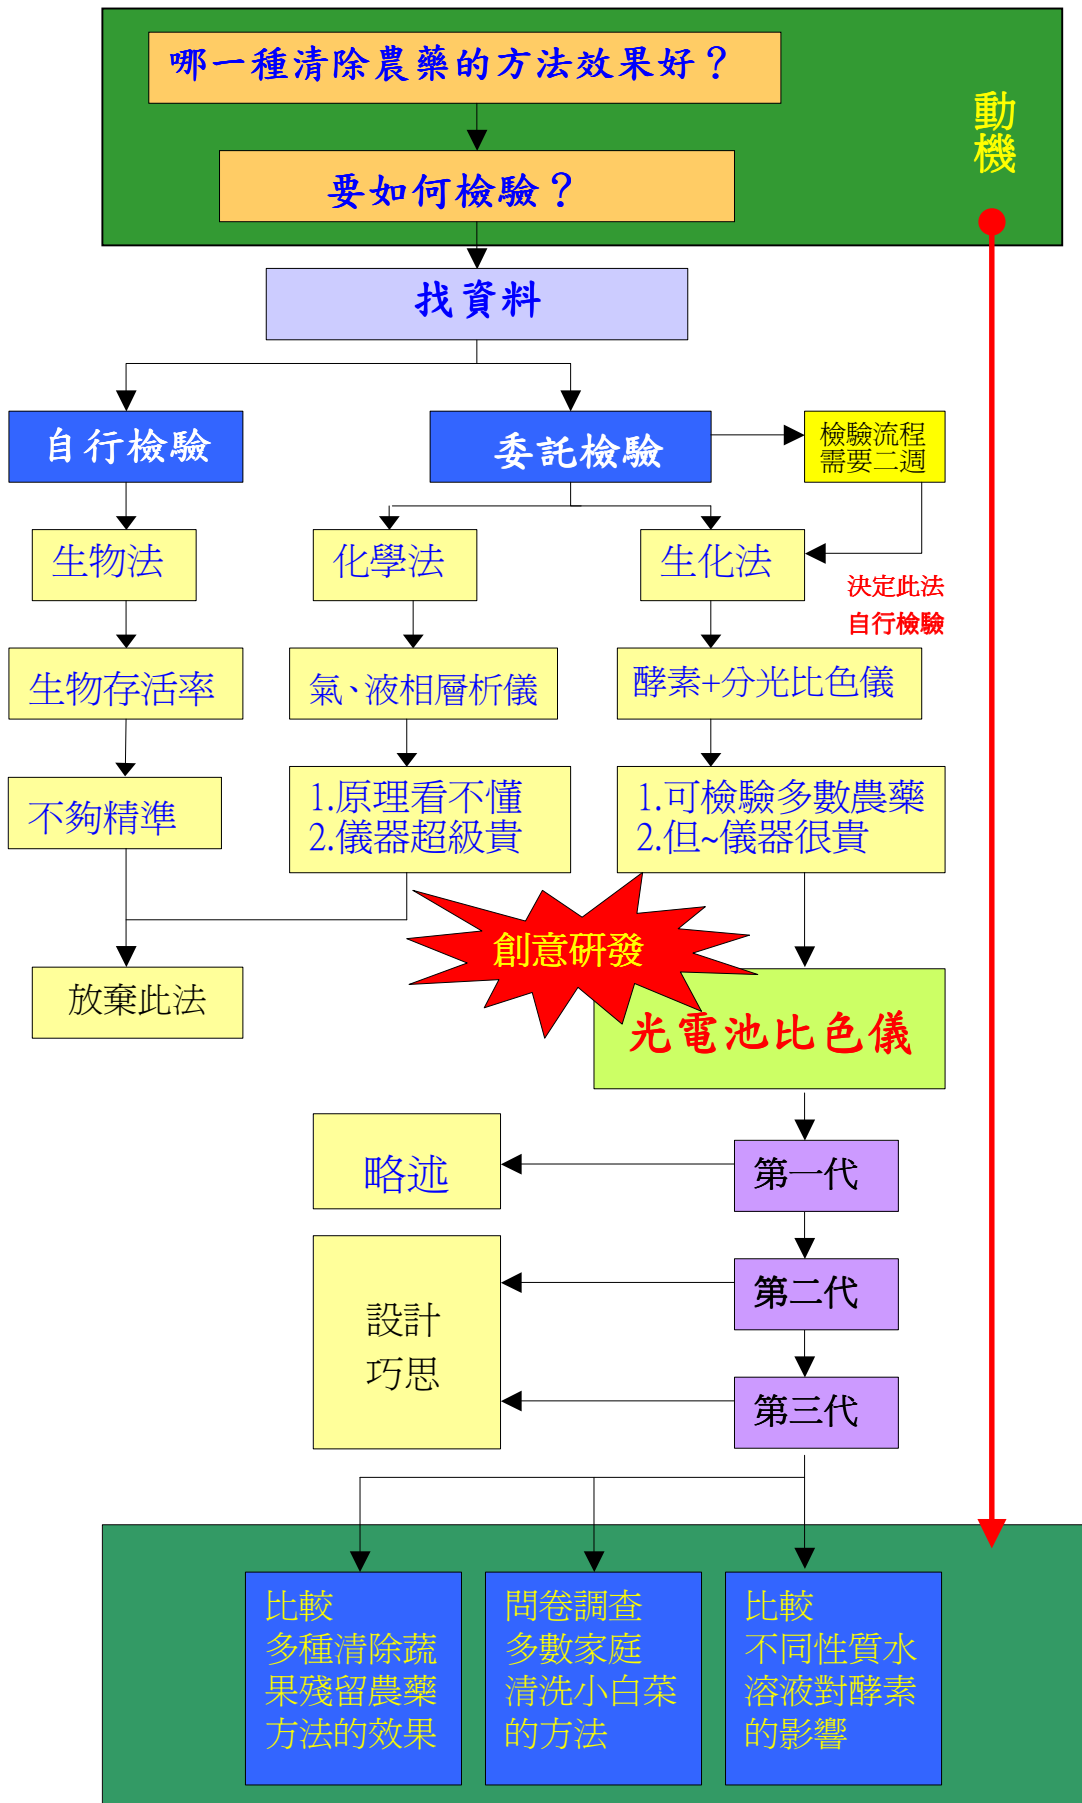 哪一種清除農藥的方法效果好？
動機
要如何檢驗？
找資料
自行檢驗
委託檢驗
檢驗流程
需要二週
生物法
化學法
生化法
決定此法
自行檢驗
生物存活率
氣、液相層析儀
酵素+分光比色儀
不夠精準
1.原理看不懂
2.儀器超級貴
1.可檢驗多數農藥
2.但~儀器很貴
創意研發
放棄此法
光電池比色儀
略述
第一代
設計
巧思
第二代
第三代
比較
多種清除蔬
果殘留農藥
方法的效果
問卷調查
多數家庭
清洗小白菜
的方法
比較
不同性質水
溶液對酵素
的影響